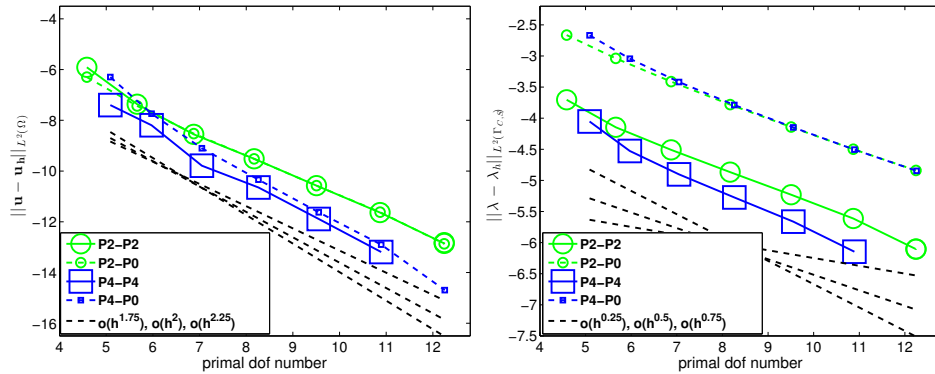 -6
-8
-10
-12
-14
-16
||u − u_h||_{L²(Ω)}
P2−P2
P2−P0
P4−P4
P4−P0
o(h^{1.75}), o(h^2), o(h^{2.25})
4 5 6 7 8 9 10 11 12
primal dof number
-2.5
-3
-3.5
-4
-4.5
-5
-5.5
-6
-6.5
-7
-7.5
||λ − λ_h||_{L²(Γ_{C,s})}
P2−P2
P2−P0
P4−P4
P4−P0
o(h^{0.25}), o(h^{0.5}), o(h^{0.75})
4 5 6 7 8 9 10 11 12
primal dof number